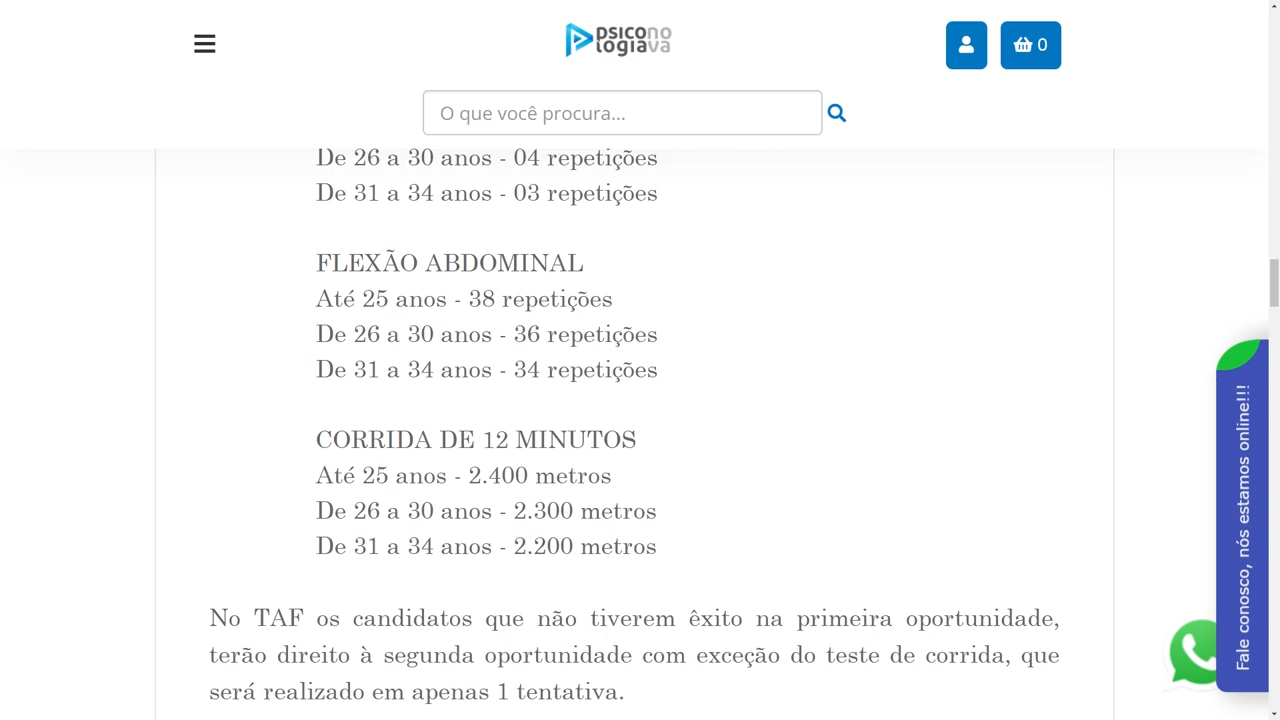 psicono
logiava
0
O que você procura...
De 26 a 30 anos - 04 repetições
De 31 a 34 anos - 03 repetições
FLEXÃO ABDOMINAL
Até 25 anos - 38 repetições
De 26 a 30 anos - 36 repetições
De 31 a 34 anos - 34 repetições
CORRIDA DE 12 MINUTOS
Até 25 anos - 2.400 metros
De 26 a 30 anos - 2.300 metros
De 31 a 34 anos - 2.200 metros
No TAF os candidatos que não tiverem êxito na primeira oportunidade,
terão direito à segunda oportunidade com exceção do teste de corrida, que
será realizado em apenas 1 tentativa.
Fale conosco, nós estamos online!!!